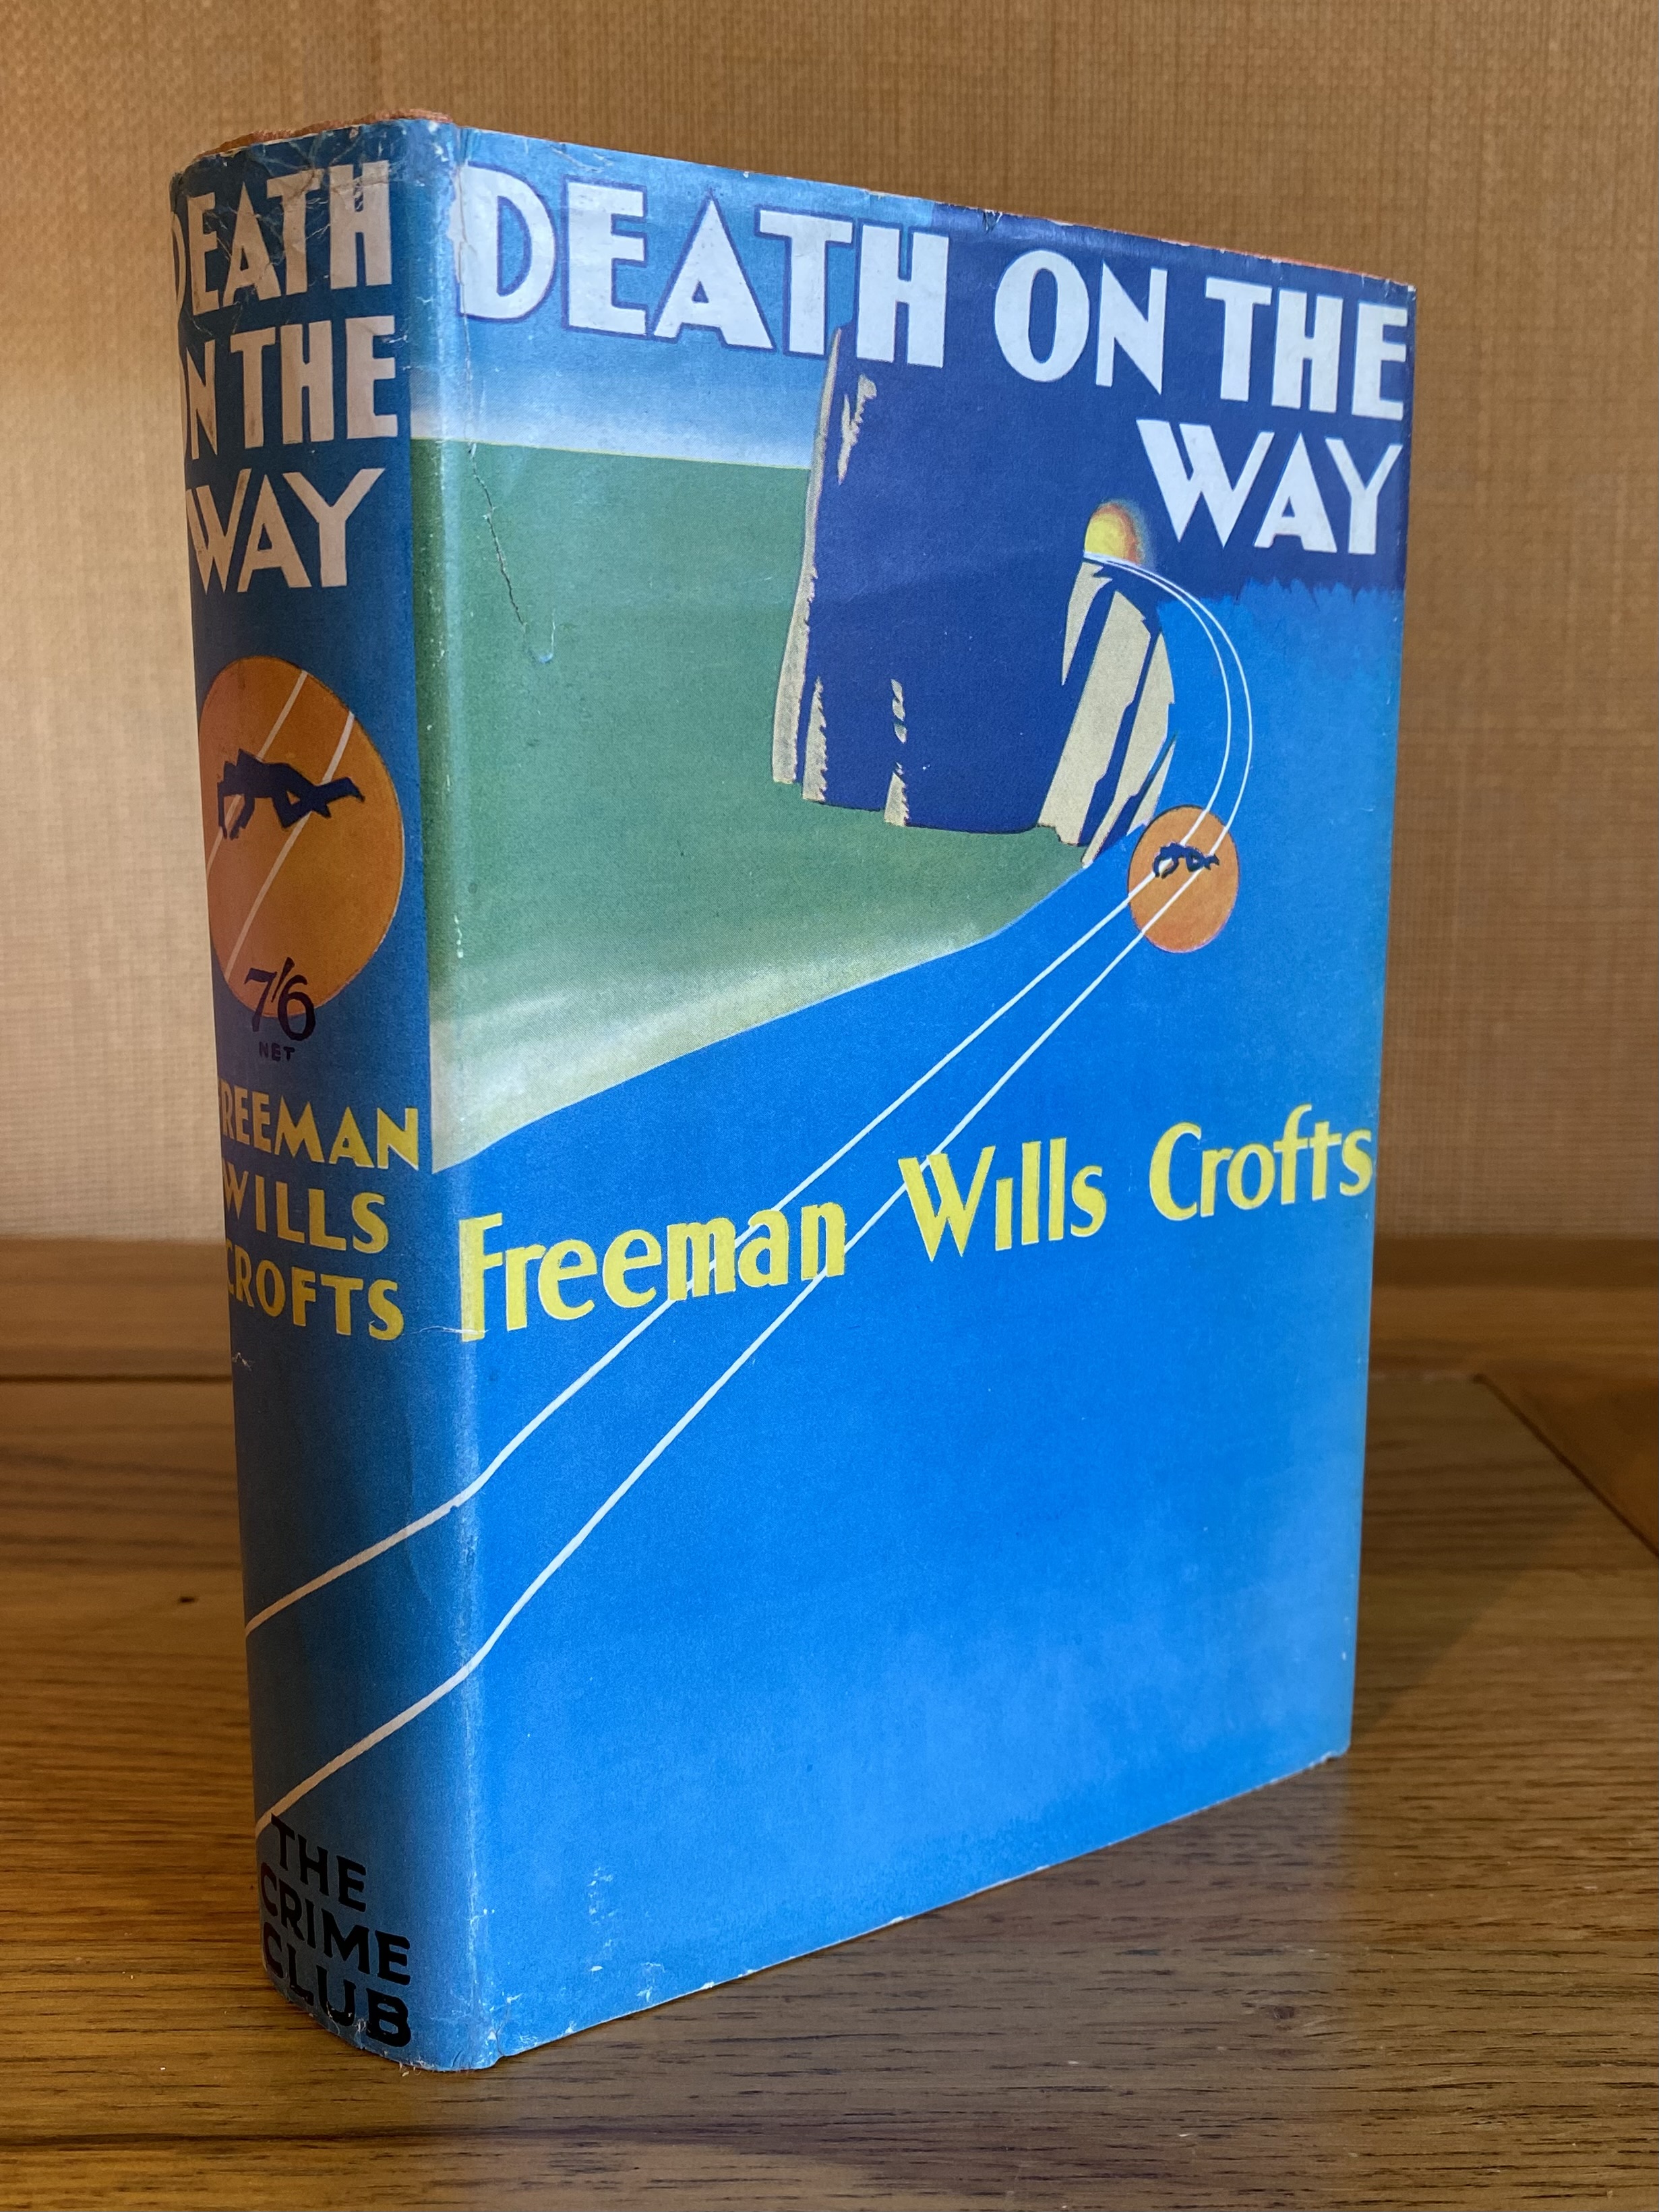 DEATH
ON THE
WAY
7/6
NET
FREEMAN
WILLS
CROFTS
THE
CRIME
CLUB
DEATH ON THE
WAY
Freeman Wills Crofts